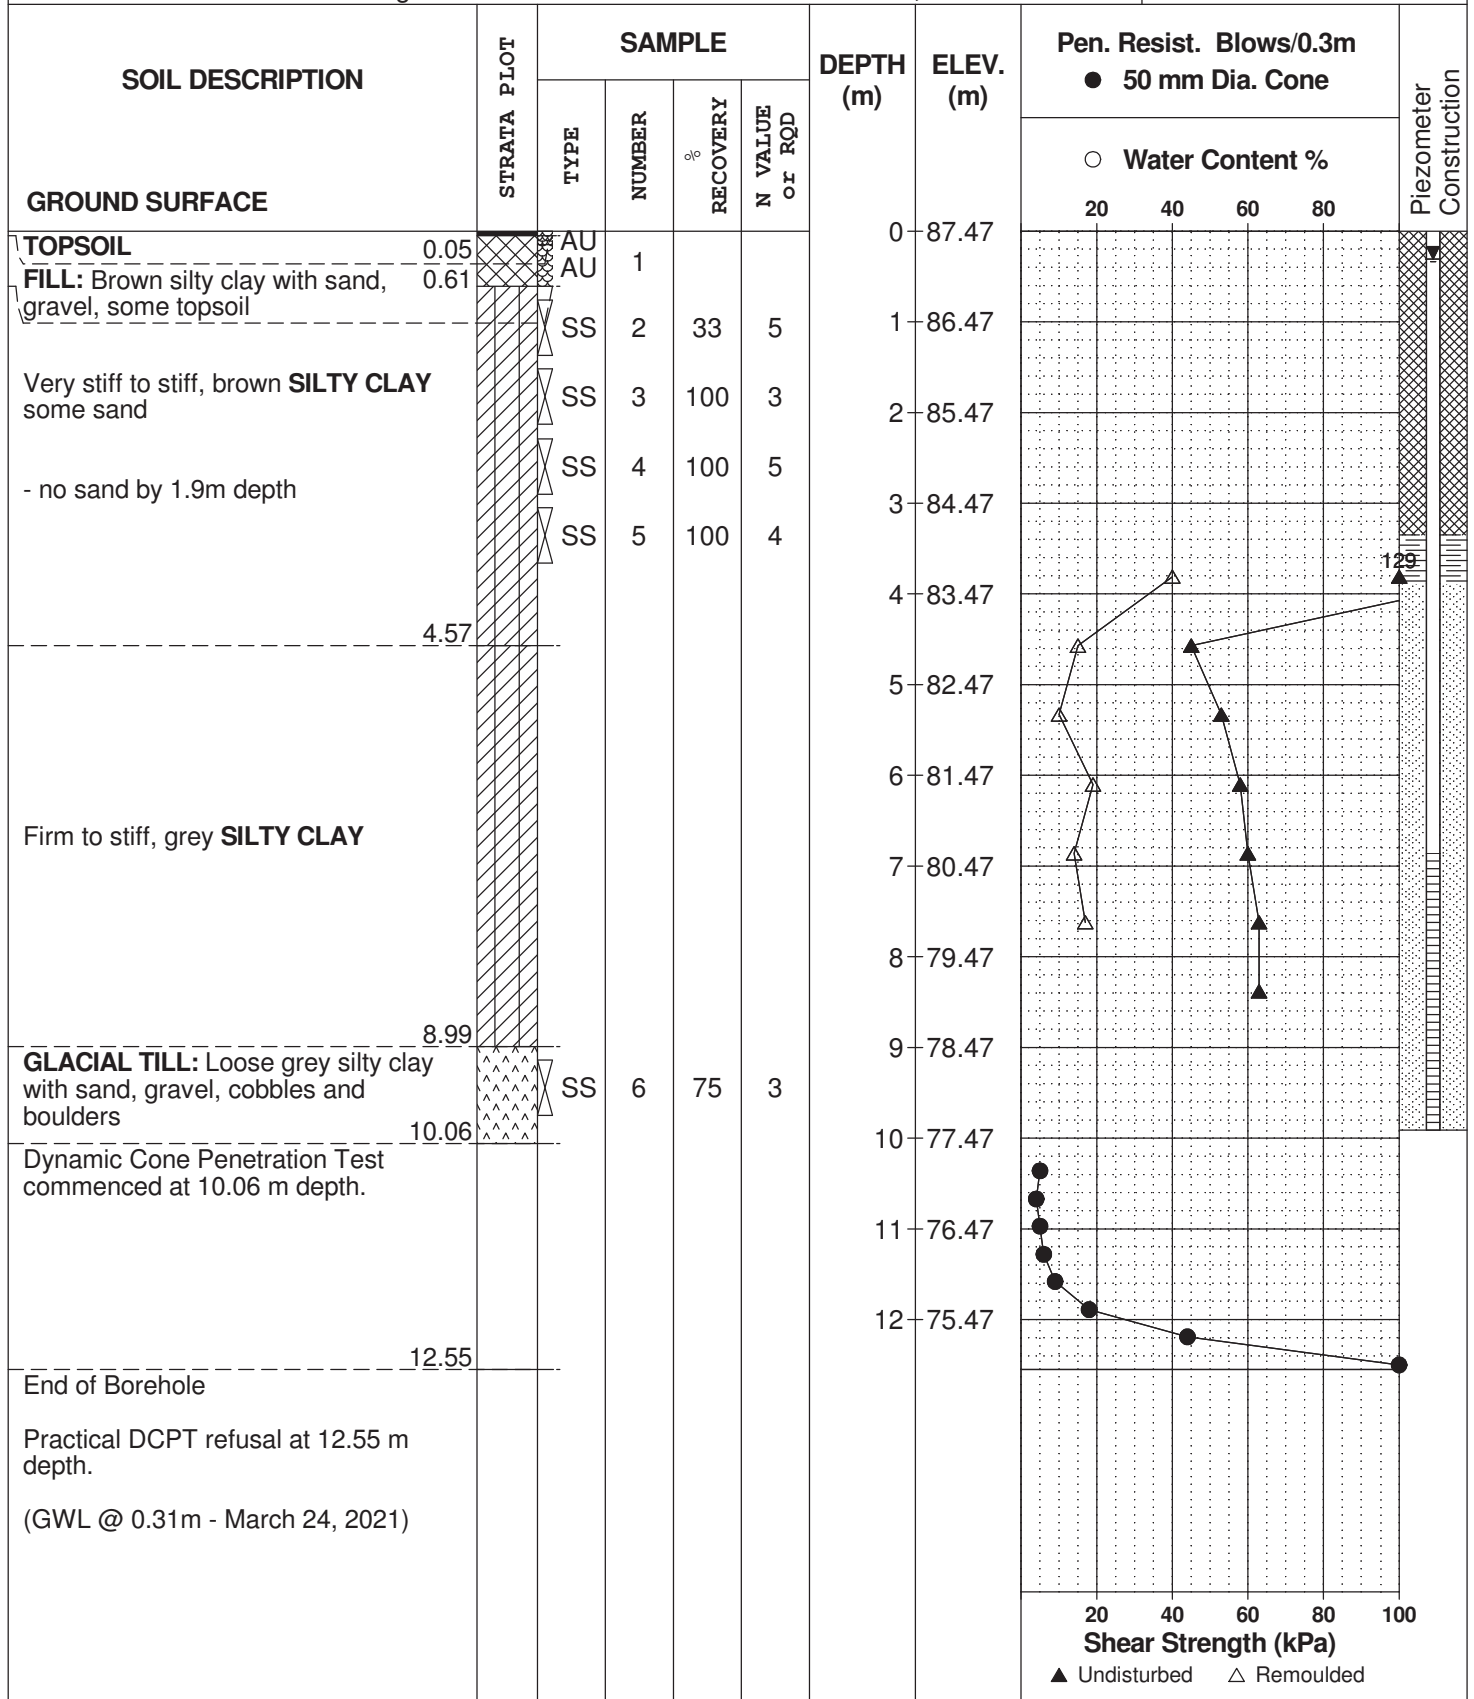 SOIL DESCRIPTION
GROUND SURFACE
STRATA PLOT
SAMPLE
TYPE
NUMBER
% RECOVERY
N VALUE or RQD
DEPTH (m)
ELEV. (m)
Pen. Resist. Blows/0.3m
● 50 mm Dia. Cone
○ Water Content %
20 40 60 80
Piezometer Construction
TOPSOIL 0.05
FILL: Brown silty clay with sand, 0.61
gravel, some topsoil
Very stiff to stiff, brown SILTY CLAY
some sand
- no sand by 1.9m depth
4.57
Firm to stiff, grey SILTY CLAY
8.99
GLACIAL TILL: Loose grey silty clay
with sand, gravel, cobbles and
boulders
10.06
Dynamic Cone Penetration Test
commenced at 10.06 m depth.
12.55
End of Borehole
Practical DCPT refusal at 12.55 m
depth.
(GWL @ 0.31m - March 24, 2021)
AU
AU 1
SS 2 33 5
SS 3 100 3
SS 4 100 5
SS 5 100 4
SS 6 75 3
0 87.47
1 86.47
2 85.47
3 84.47
4 83.47
5 82.47
6 81.47
7 80.47
8 79.47
9 78.47
10 77.47
11 76.47
12 75.47
129
20 40 60 80 100
Shear Strength (kPa)
▲ Undisturbed △ Remoulded